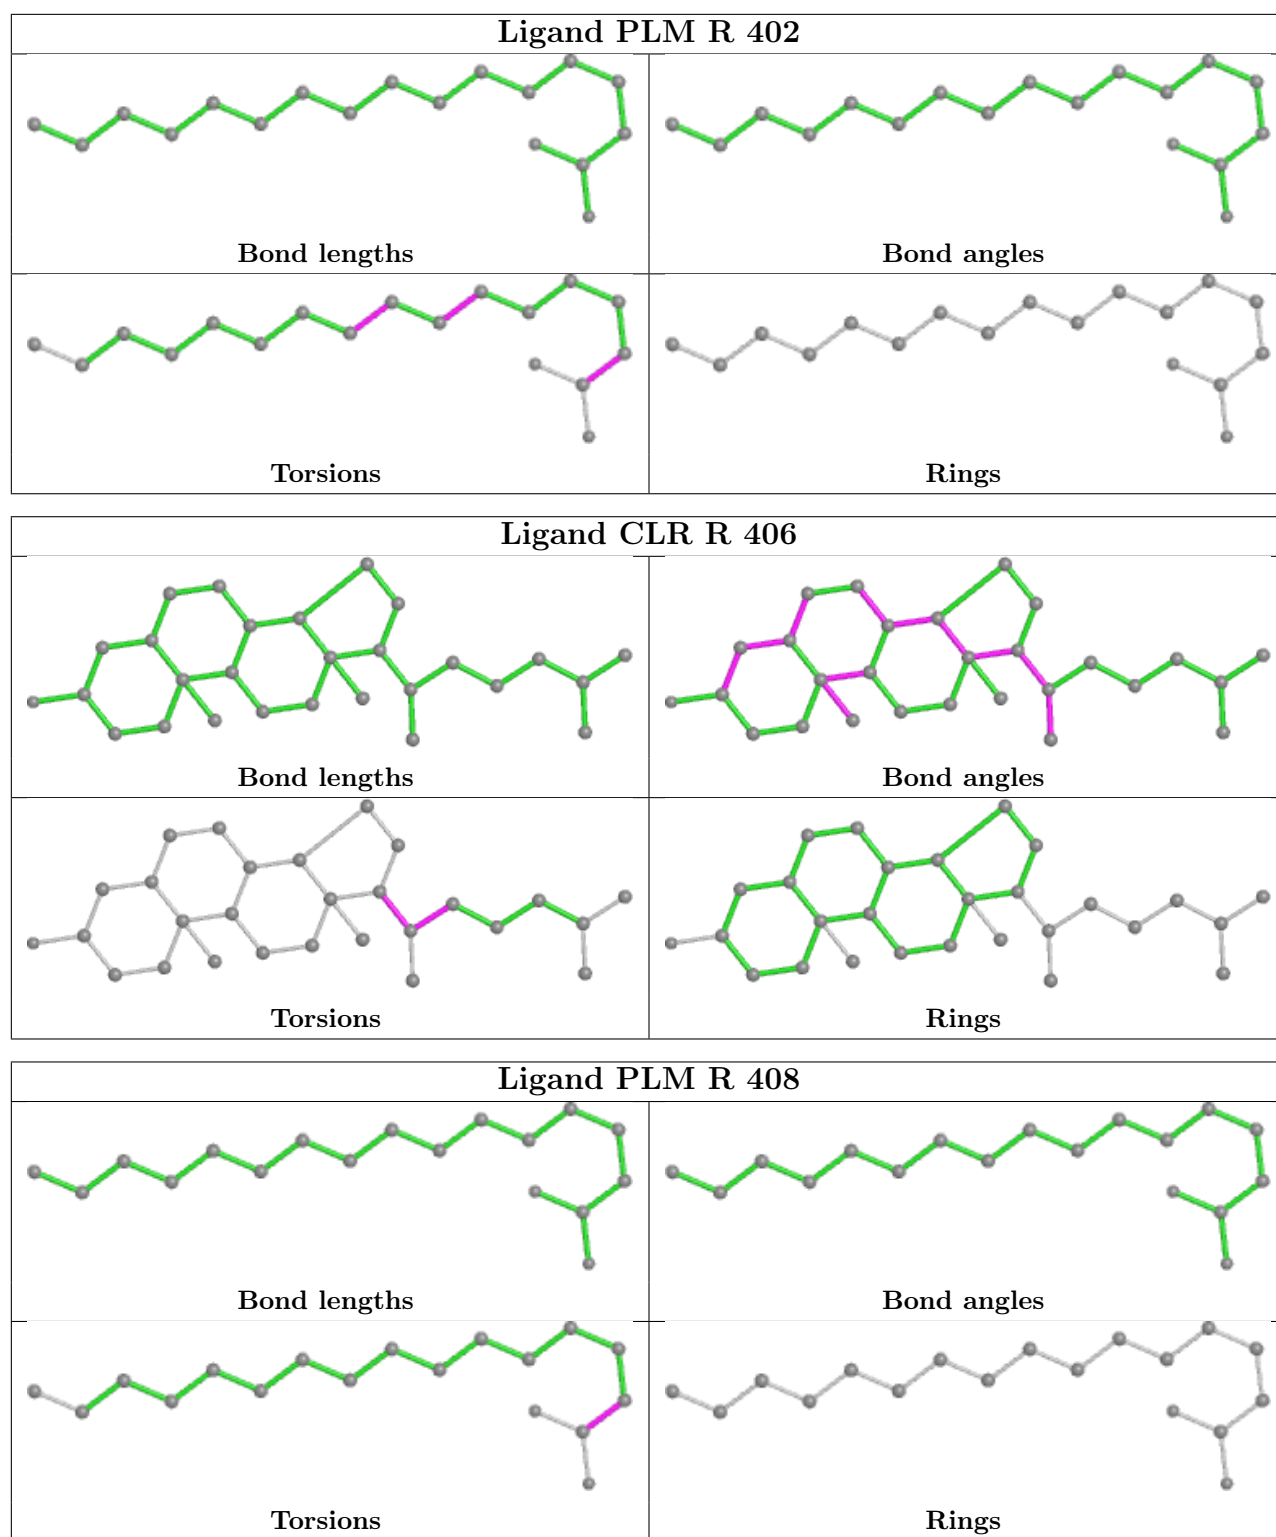 Ligand PLM R 402
Bond lengths
Bond angles
Torsions
Rings
Ligand CLR R 406
Bond lengths
Bond angles
Torsions
Rings
Ligand PLM R 408
Bond lengths
Bond angles
Torsions
Rings